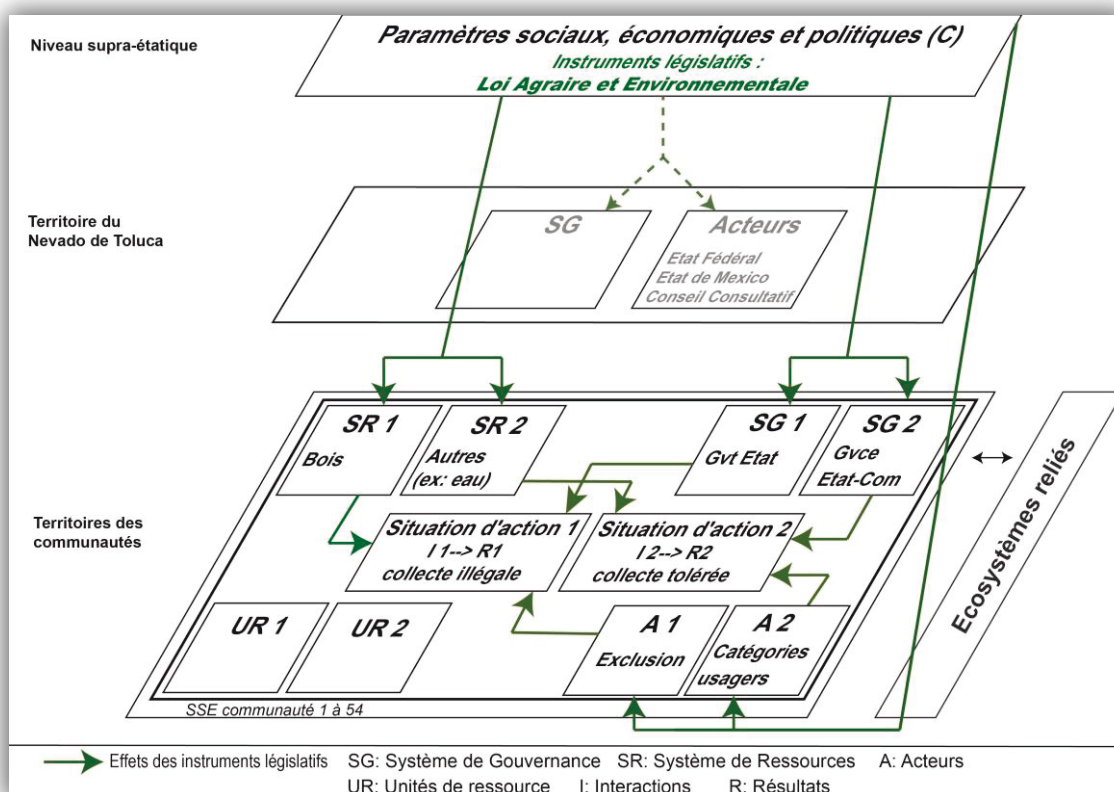 Niveau supra-étatique
Paramètres sociaux, économiques et politiques (C)
Instruments législatifs :
Loi Agraire et Environnementale
Territoire du
Nevado de Toluca
SG
Acteurs
Etat Fédéral
Etat de Mexico
Conseil Consultatif
Territoires des
communautés
SR 1
Bois
SR 2
Autres
(ex: eau)
SG 1
Gvt Etat
SG 2
Gvce
Etat-Com
Situation d'action 1
I 1--> R1
collecte illégale
Situation d'action 2
I 2--> R2
collecte tolérée
UR 1
UR 2
A 1
Exclusion
A 2
Catégories
usagers
SSE communauté 1 à 54
Ecosystèmes reliés
Effets des instruments législatifs SG: Système de Gouvernance SR: Système de Ressources A: Acteurs
UR: Unités de ressource I: Interactions R: Résultats